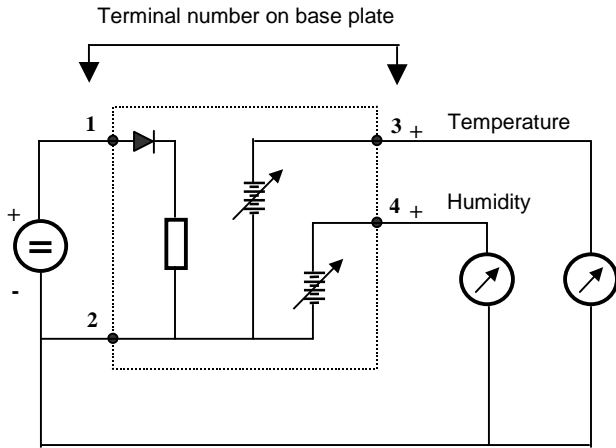 Terminal number on base plate
1
3 + Temperature
4 + Humidity
+
-
2